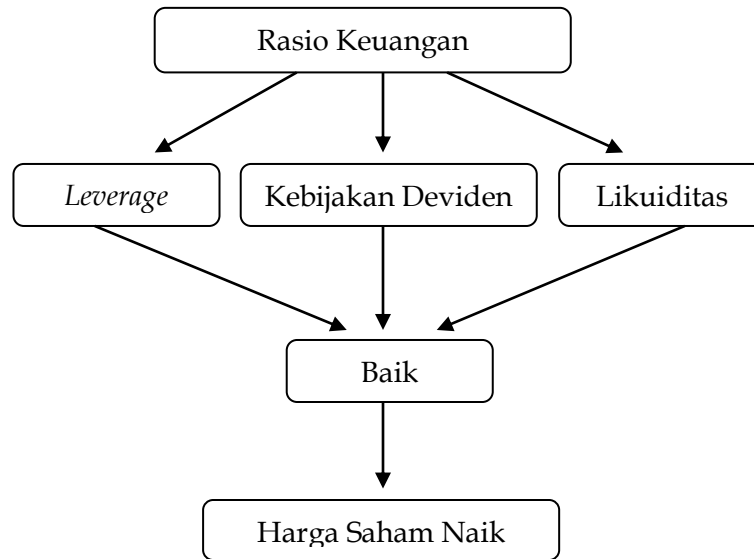 Rasio Keuangan
Leverage
Kebijakan Deviden
Likuiditas
Baik
Harga Saham Naik